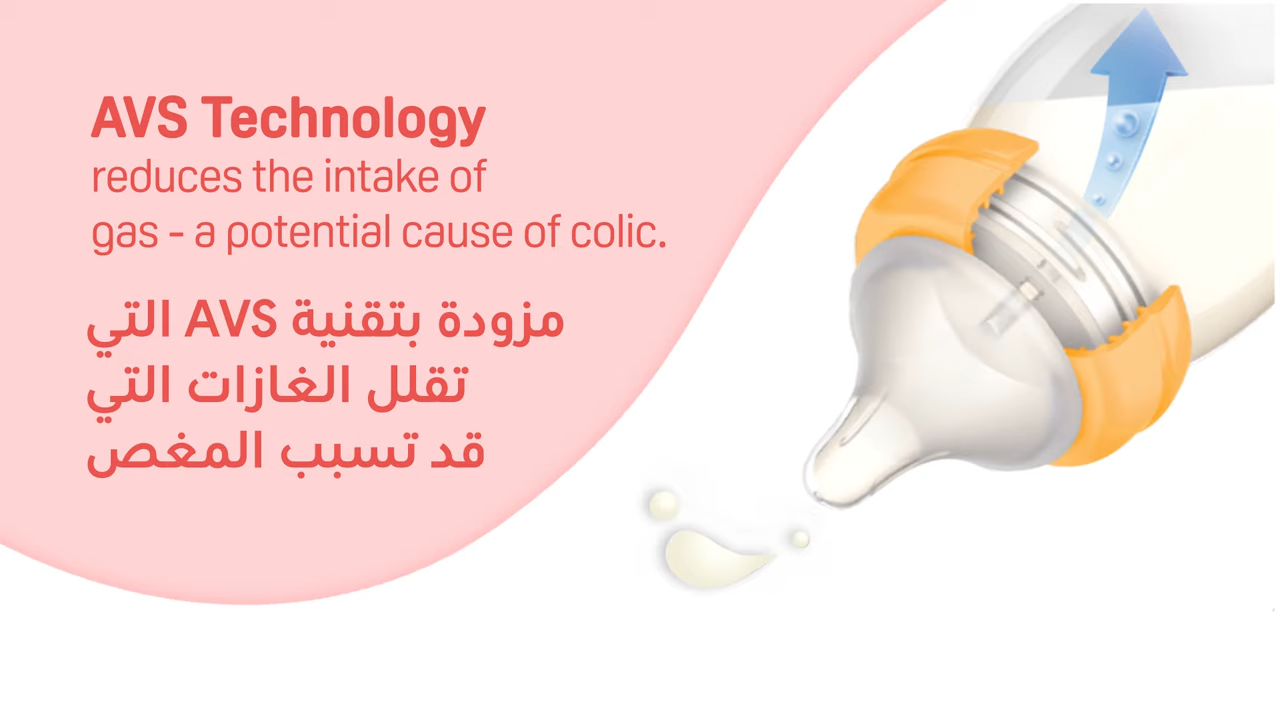 AVS Technology
reduces the intake of
gas - a potential cause of colic.
مزودة بتقنية AVS التي
تقلل الغازات التي
قد تسبب المغص